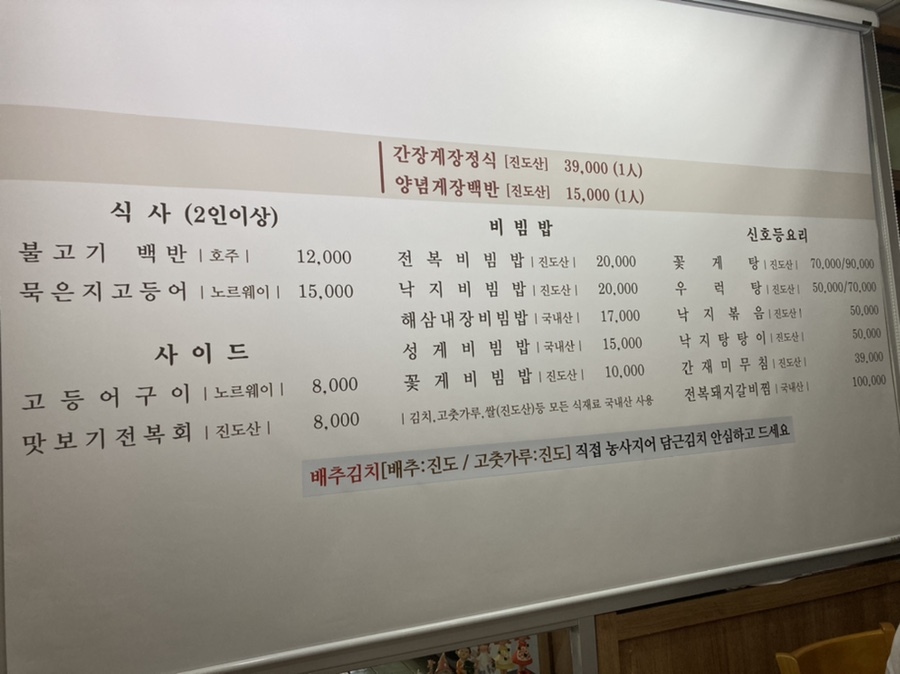 간장게장정식 [진도산] 39,000 (1人)
양념게장백반 [진도산] 15,000 (1人)
식 사 (2인이상)
불고기 백반 | 호주 | 12,000
묵은지고등어 | 노르웨이 | 15,000
사 이 드
고등어구이 | 노르웨이 | 8,000
맛보기전복회 | 진도산 | 8,000
비 빔 밥
전복비빔밥 | 진도산 | 20,000
낙지비빔밥 | 진도산 | 20,000
해삼내장비빔밥 | 국내산 | 17,000
성게비빔밥 | 국내산 | 15,000
꽃게비빔밥 | 진도산 | 10,000
| 김치,고춧가루,쌀(진도산)등 모든 식재료 국내산 사용
신호등요리
꽃게탕 | 진도산 | 70,000/90,000
우럭탕 | 진도산 | 50,000/70,000
낙지볶음 | 진도산 | 50,000
낙지탕탕이 | 진도산 | 50,000
간재미무침 | 진도산 | 39,000
전복돼지갈비찜 | 국내산 | 100,000
배추김치[배추:진도 / 고춧가루:진도] 직접 농사지어 담근김치 안심하고 드세요